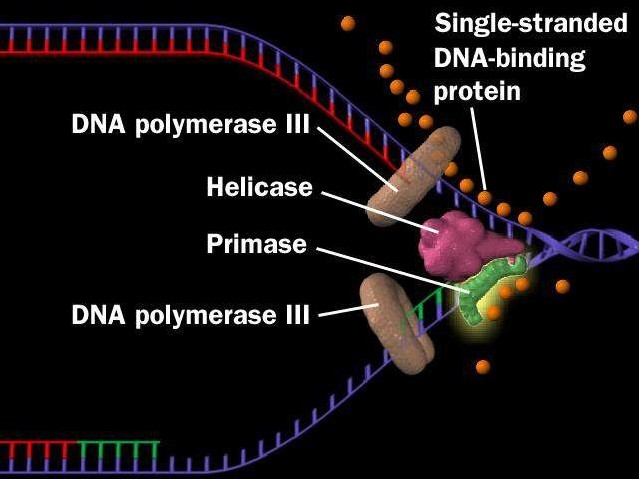 Single-stranded
DNA-binding
protein
DNA polymerase III
Helicase
Primase
DNA polymerase III